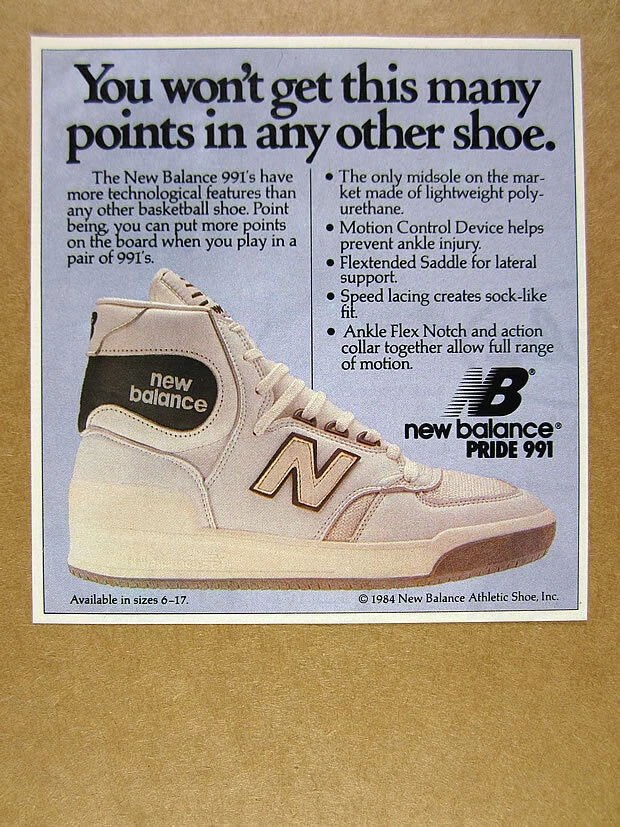 You won't get this many
points in any other shoe.
The New Balance 991's have
more technological features than
any other basketball shoe. Point
being, you can put more points
on the board when you play in a
pair of 991's.
• The only midsole on the mar-
ket made of lightweight poly-
urethane.
• Motion Control Device helps
prevent ankle injury.
• Flextended Saddle for lateral
support.
• Speed lacing creates sock-like
fit.
• Ankle Flex Notch and action
collar together allow full range
of motion.
new
balance
N
NB®
new balance®
PRIDE 991
Available in sizes 6–17.
© 1984 New Balance Athletic Shoe, Inc.